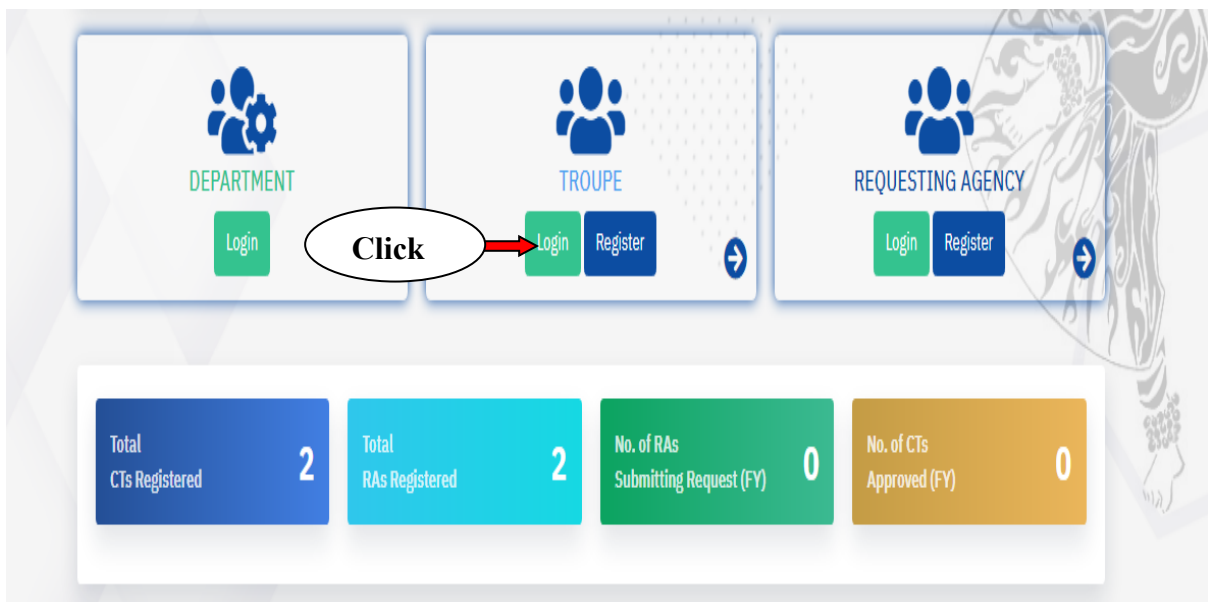 DEPARTMENT
Login
Click
TROUPE
Login Register
REQUESTING AGENCY
Login Register
Total
CTs Registered
2
Total
RAs Registered
2
No. of RAs
Submitting Request (FY)
0
No. of CTs
Approved (FY)
0